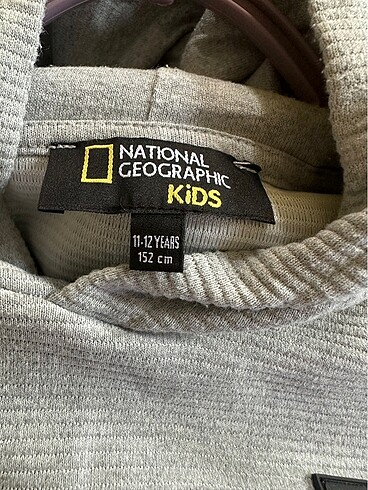 NATIONAL
GEOGRAPHIC
KiDS
11-12 YEARS
152 cm